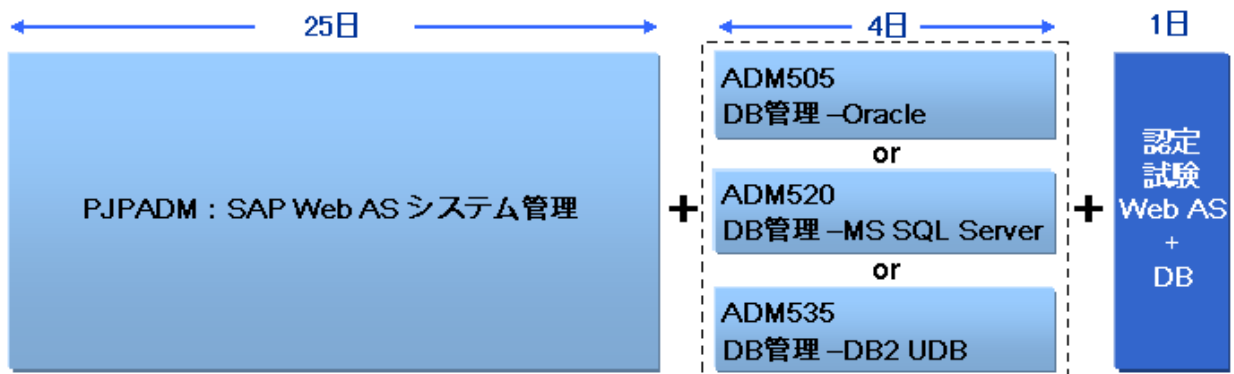 25日
4日
1日
PJPADM：SAP Web AS システム管理
+
ADM505
DB管理 –Oracle
or
ADM520
DB管理 –MS SQL Server
or
ADM535
DB管理 –DB2 UDB
+
認定
試験
Web AS
+
DB